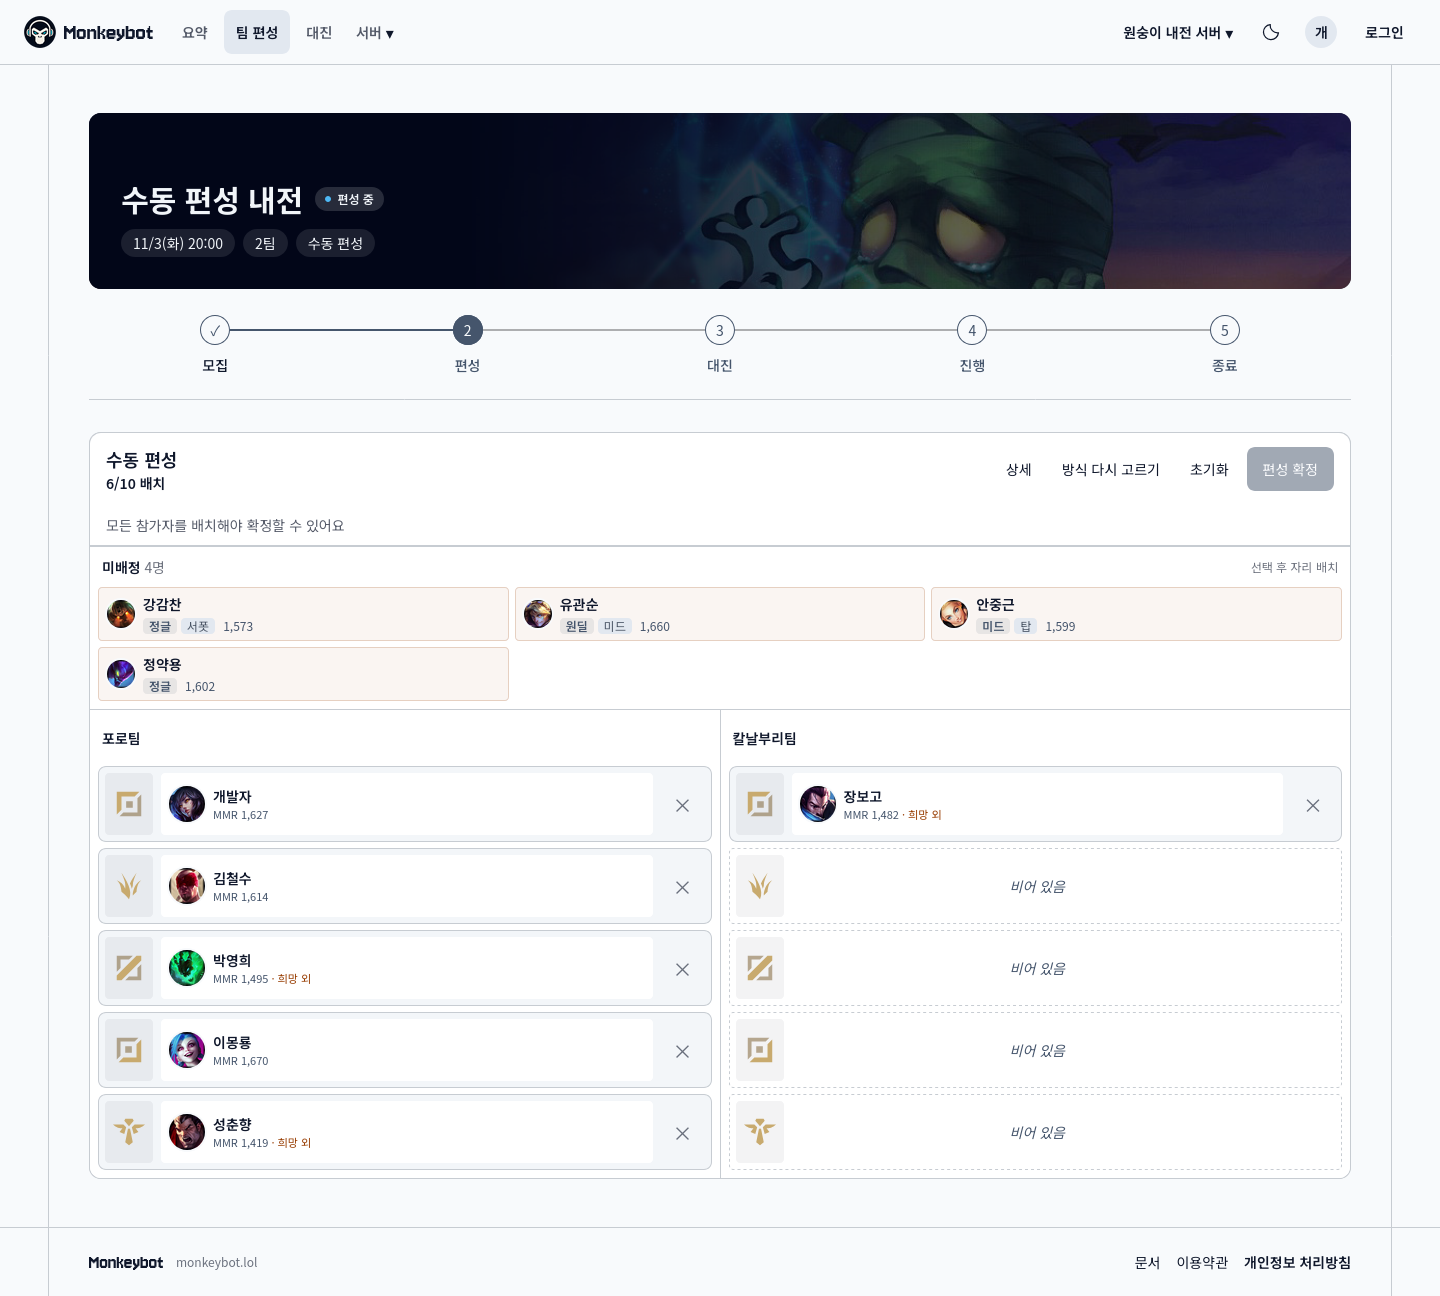 Monkeybot
요약
팀 편성
대진
서버 ▾
원숭이 내전 서버 ▾
개
로그인
수동 편성 내전
편성 중
11/3(화) 20:00
2팀
수동 편성
✓
2
3
4
5
모집
편성
대진
진행
종료
수동 편성
6/10 배치
상세
방식 다시 고르기
초기화
편성 확정
모든 참가자를 배치해야 확정할 수 있어요
미배정 4명
선택 후 자리 배치
강감찬
정글 서폿 1,573
유관순
원딜 미드 1,660
안중근
미드 탑 1,599
정약용
정글 1,602
포로팀
개발자
MMR 1,627
김철수
MMR 1,614
박영희
MMR 1,495 · 희망 외
이몽룡
MMR 1,670
성춘향
MMR 1,419 · 희망 외
칼날부리팀
장보고
MMR 1,482 · 희망 외
비어 있음
비어 있음
비어 있음
비어 있음
Monkeybot
monkeybot.lol
문서
이용약관
개인정보 처리방침